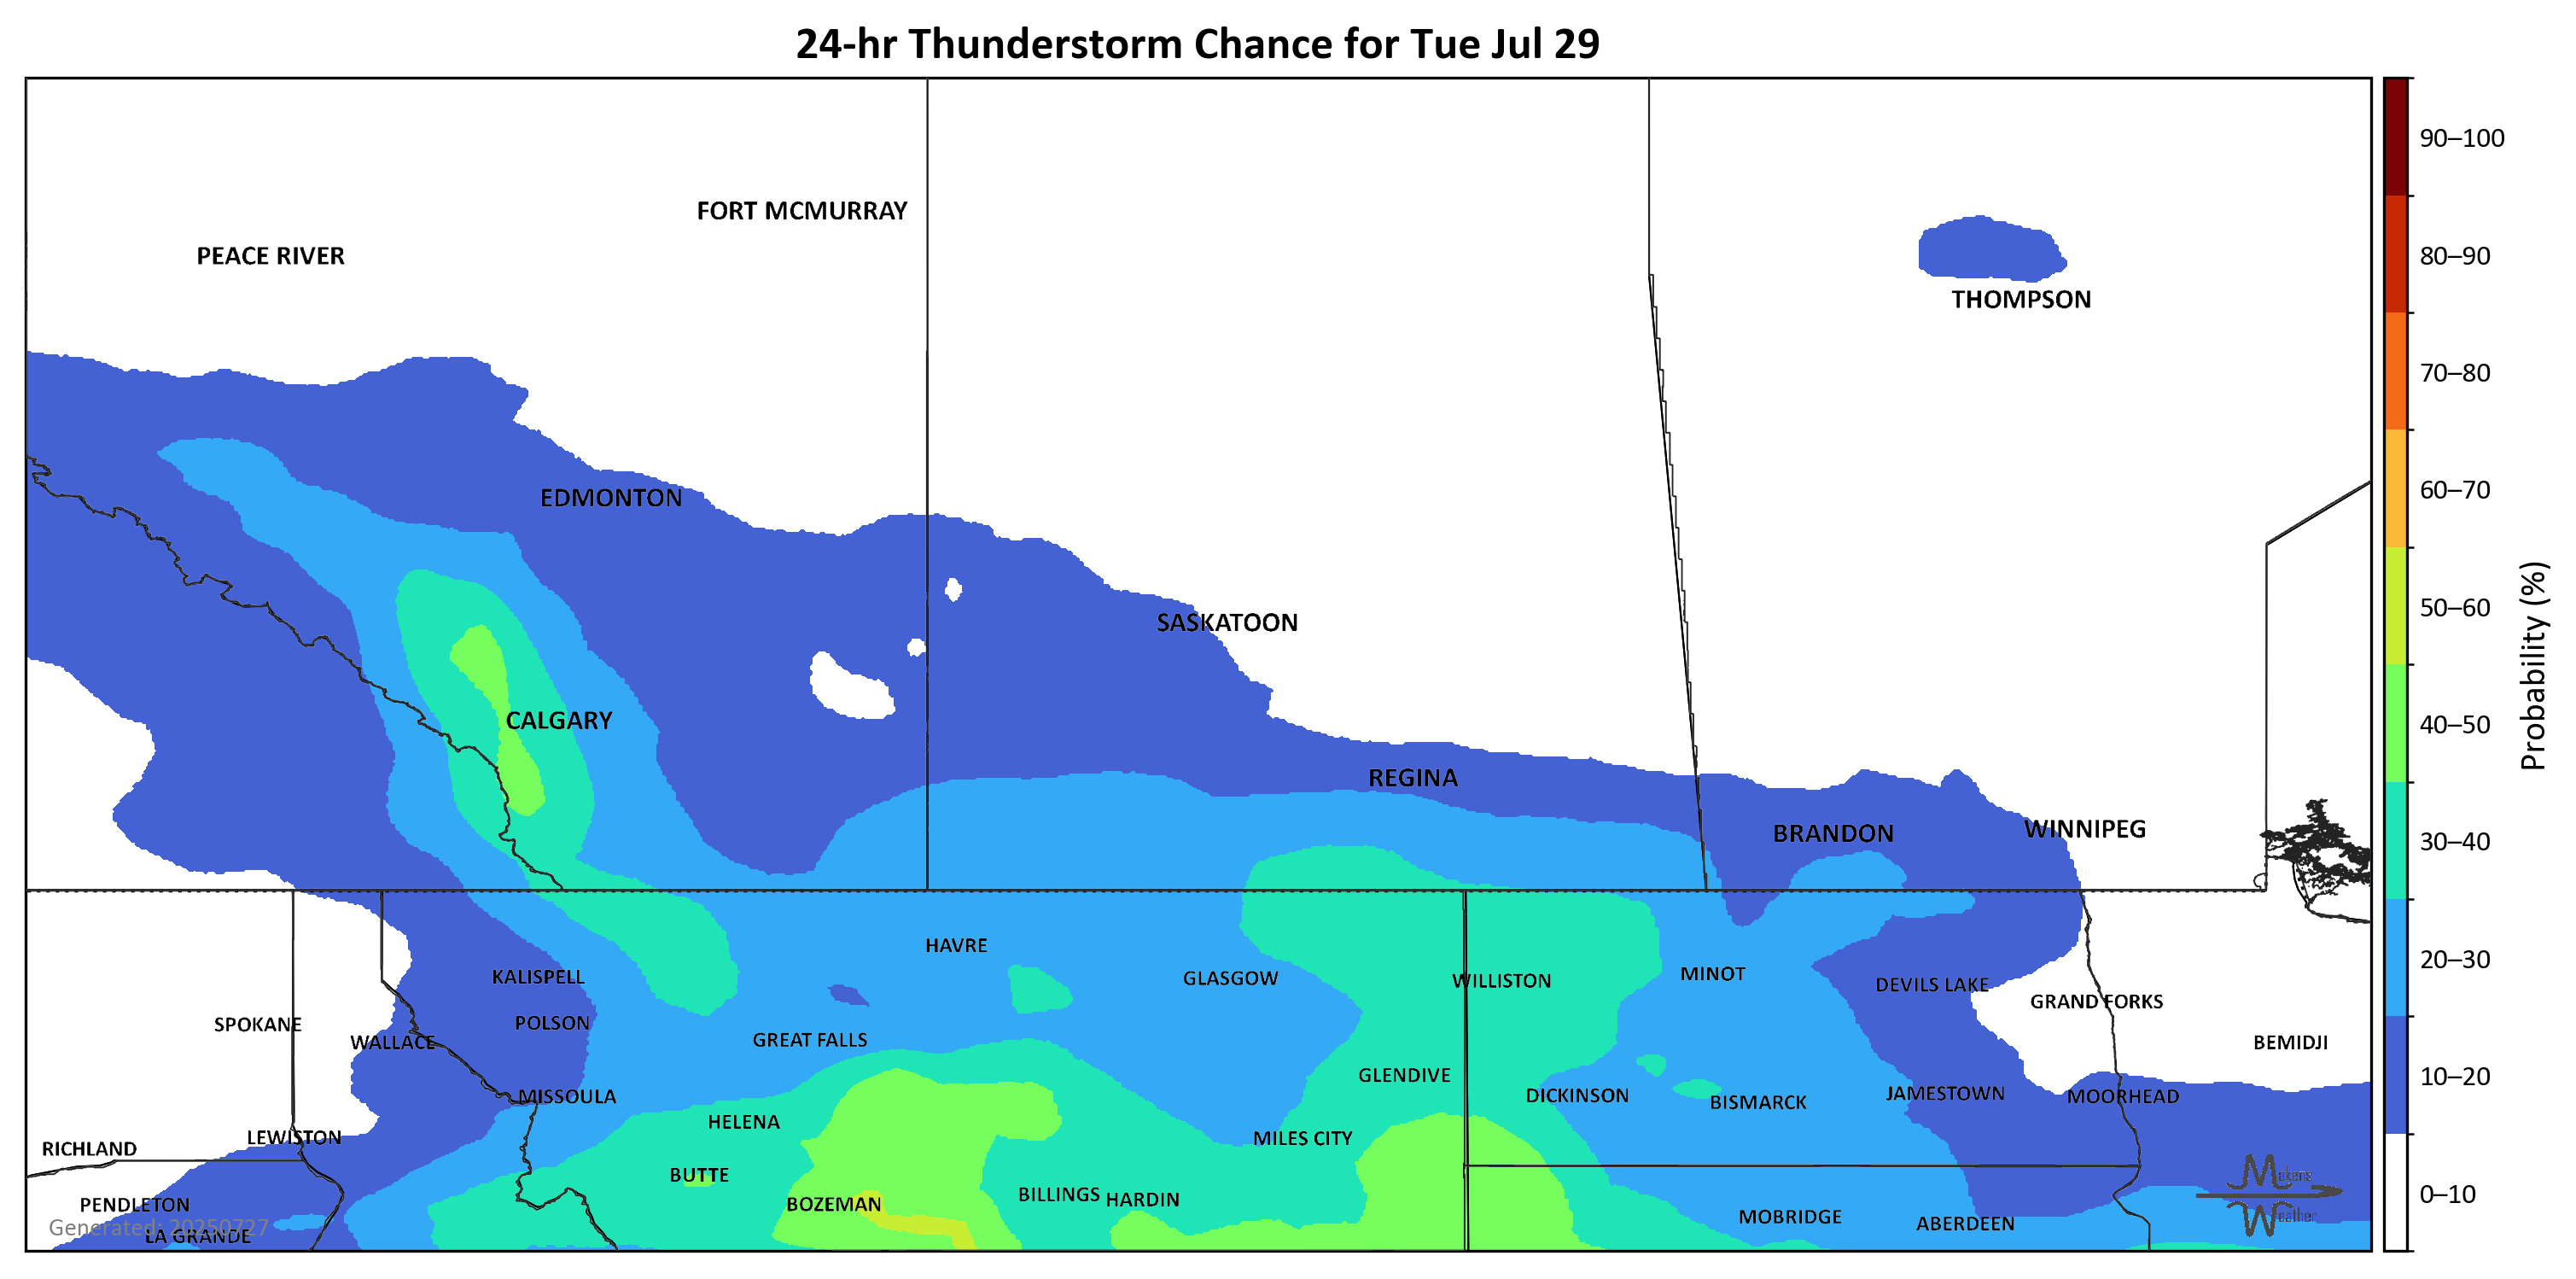 24-hr Thunderstorm Chance for Tue Jul 29
90–100
FORT MCMURRAY
PEACE RIVER
80–90
THOMPSON
70–80
EDMONTON
60–70
SASKATOON
50–60
CALGARY
40–50
Probability (%)
REGINA
BRANDON
WINNIPEG
30–40
HAVRE
20–30
KALISPELL
GLASGOW
WILLISTON
MINOT
DEVILS LAKE
GRAND FORKS
SPOKANE
POLSON
WALLACE
GREAT FALLS
BEMIDJI
GLENDIVE
10–20
MISSOULA
DICKINSON
BISMARCK
JAMESTOWN
MOORHEAD
HELENA
LEWISTON
MILES CITY
RICHLAND
BUTTE
Mekens
BILLINGS
HARDIN
0–10
PENDLETON
BOZEMAN
MOBRIDGE
ABERDEEN
Weather
Generated: 20250727
LA GRANDE